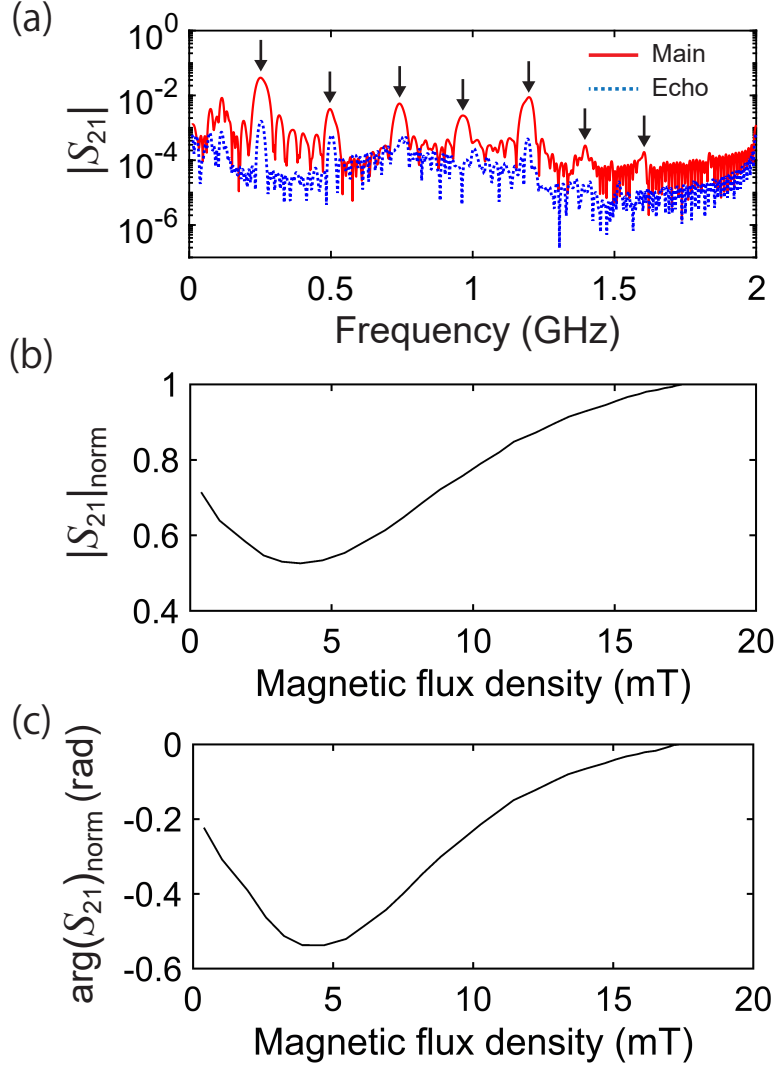 (a)
10⁰
10⁻²
10⁻⁴
10⁻⁶
|S₂₁|
Main
Echo
0 0.5 1 1.5 2
Frequency (GHz)
(b)
1
0.8
0.6
0.4
|S₂₁|norm
0 5 10 15 20
Magnetic flux density (mT)
(c)
0
-0.2
-0.4
-0.6
arg(S₂₁)norm (rad)
0 5 10 15 20
Magnetic flux density (mT)